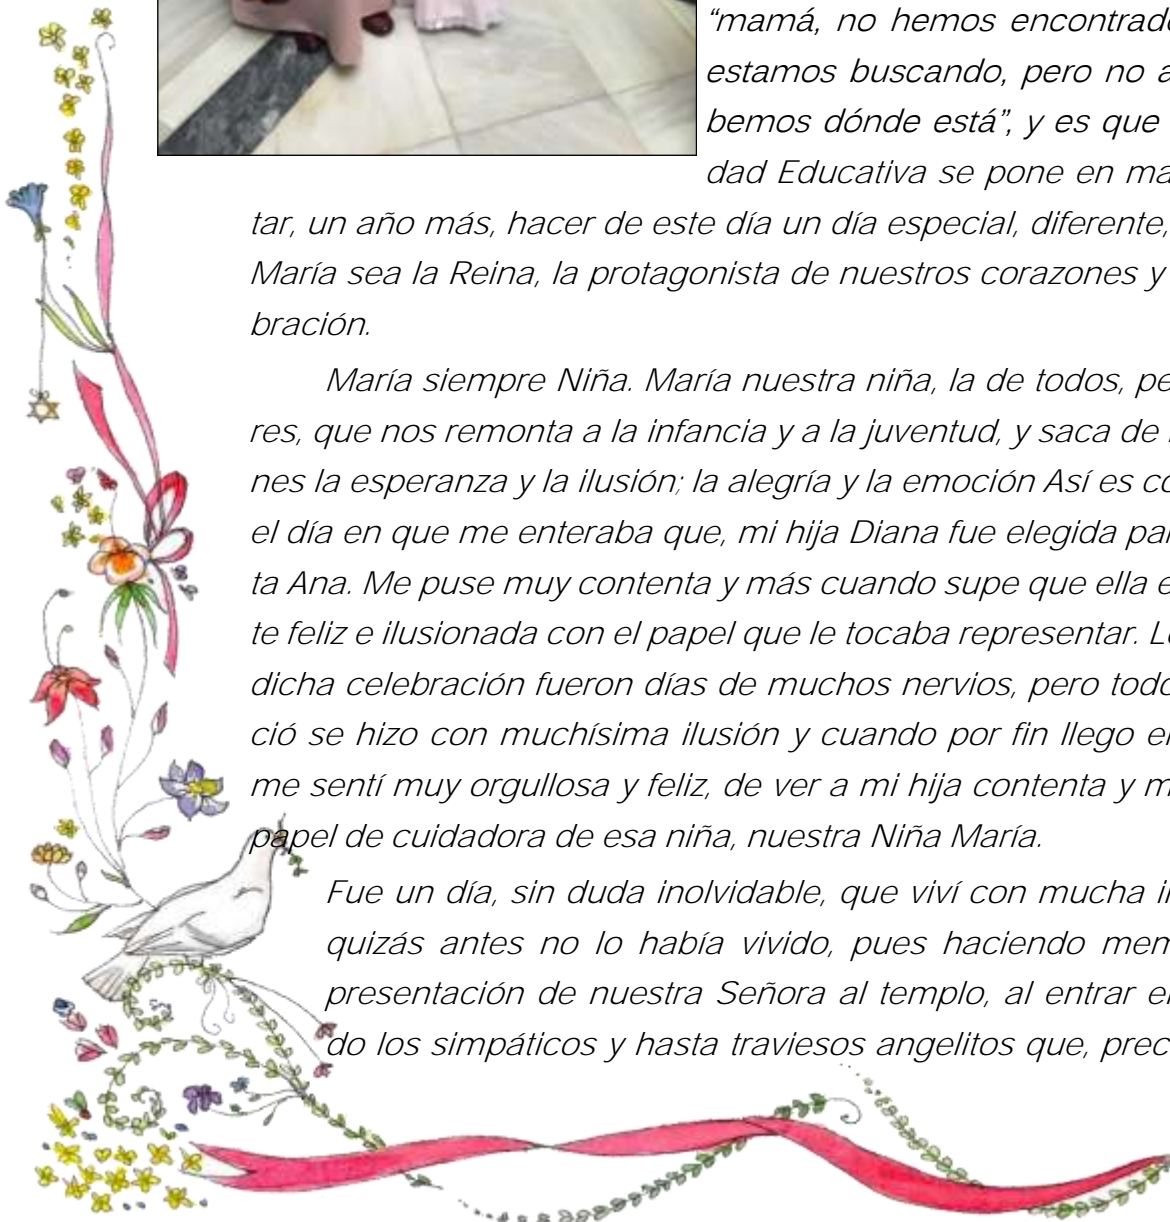 “mamá, no hemos encontrado
estamos buscando, pero no a
bemos dónde está”, y es que
dad Educativa se pone en ma
tar, un año más, hacer de este día un día especial, diferente,
María sea la Reina, la protagonista de nuestros corazones y
bración.
María siempre Niña. María nuestra niña, la de todos, pe
res, que nos remonta a la infancia y a la juventud, y saca de
nes la esperanza y la ilusión; la alegría y la emoción Así es co
el día en que me enteraba que, mi hija Diana fue elegida par
ta Ana. Me puse muy contenta y más cuando supe que ella e
te feliz e ilusionada con el papel que le tocaba representar. L
dicha celebración fueron días de muchos nervios, pero todo
ció se hizo con muchísima ilusión y cuando por fin llego e
me sentí muy orgullosa y feliz, de ver a mi hija contenta y m
papel de cuidadora de esa niña, nuestra Niña María.
Fue un día, sin duda inolvidable, que viví con mucha i
quizás antes no lo había vivido, pues haciendo mem
presentación de nuestra Señora al templo, al entrar e
do los simpáticos y hasta traviesos angelitos que, prec